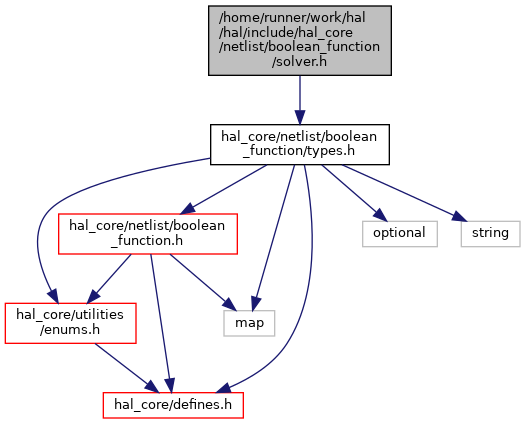 /home/runner/work/hal
/hal/include/hal_core
/netlist/boolean_function
/solver.h
hal_core/netlist/boolean
_function/types.h
hal_core/netlist/boolean
_function.h
optional
string
hal_core/utilities
/enums.h
map
hal_core/defines.h